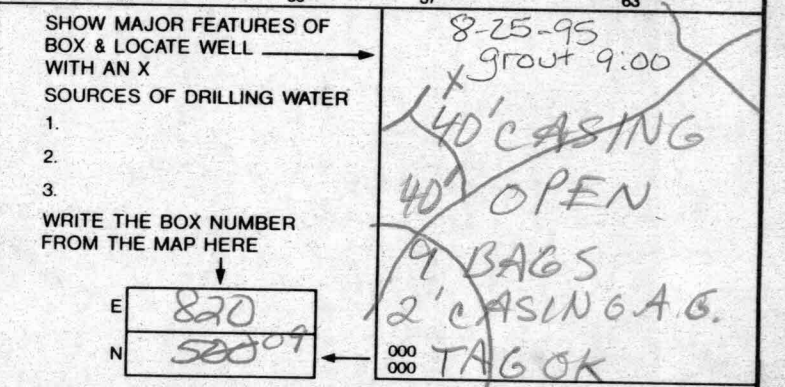 SHOW MAJOR FEATURES OF
BOX & LOCATE WELL
WITH AN X
SOURCES OF DRILLING WATER
1.
2.
3.
WRITE THE BOX NUMBER
FROM THE MAP HERE
E 820
N 50009
8-25-95
grout 9:00
X
40' CASING
40' OPEN
9 BAGS
2' CASING A.G.
000
000
TAG OK